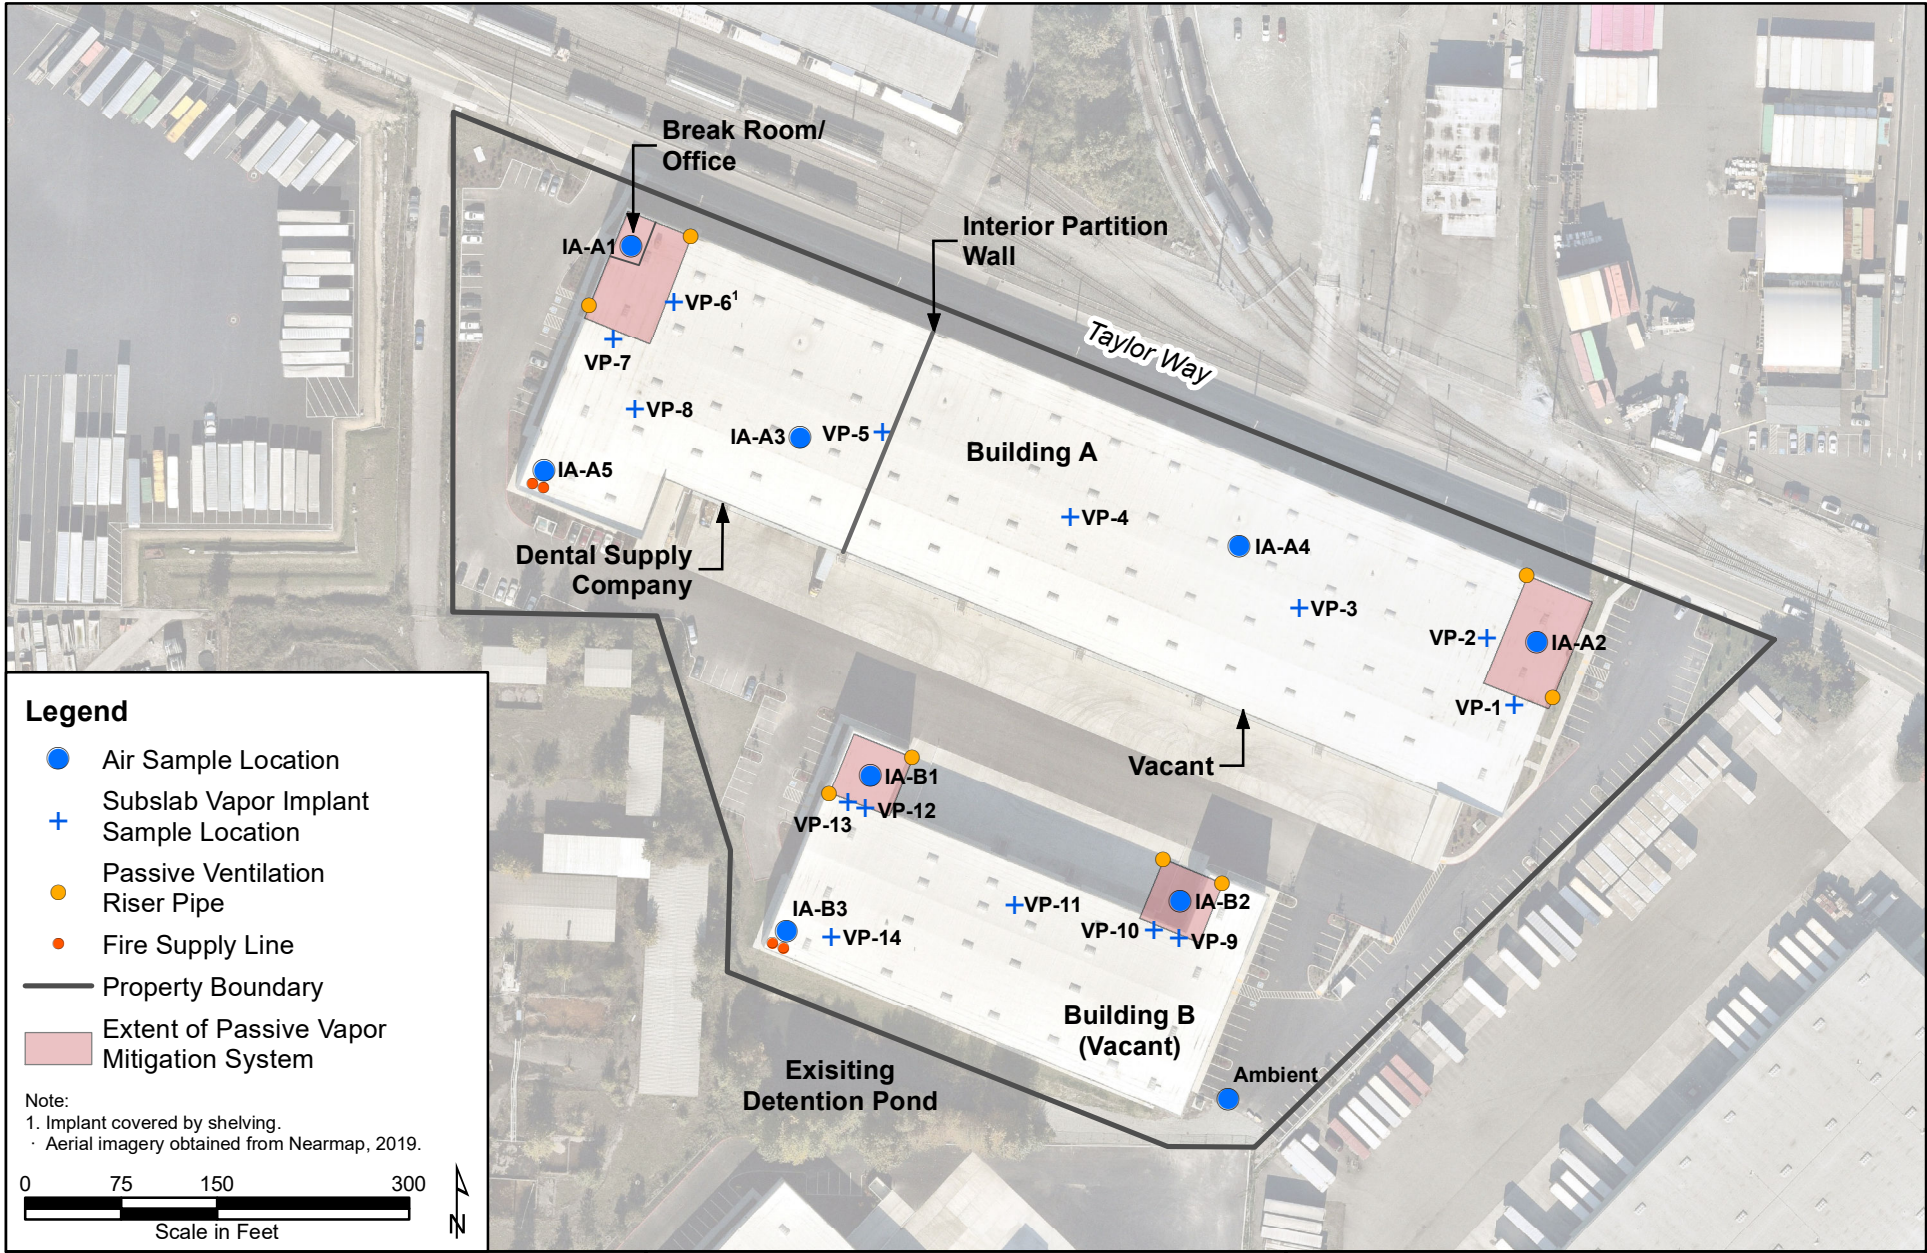 Break Room/
Office
Interior Partition
Wall
IA-A1
VP-6¹
VP-7
Taylor Way
VP-8
IA-A3
VP-5
Building A
IA-A5
VP-4
IA-A4
Dental Supply
Company
VP-3
VP-2
IA-A2
VP-1
Vacant
IA-B1
VP-13
VP-12
IA-B2
IA-B3
VP-11
VP-14
VP-10
VP-9
Building B
(Vacant)
Exisiting
Detention Pond
Ambient
Legend
Air Sample Location
Subslab Vapor Implant
Sample Location
Passive Ventilation
Riser Pipe
Fire Supply Line
Property Boundary
Extent of Passive Vapor
Mitigation System
Note:
1. Implant covered by shelving.
· Aerial imagery obtained from Nearmap, 2019.
0 75 150 300
Scale in Feet
N